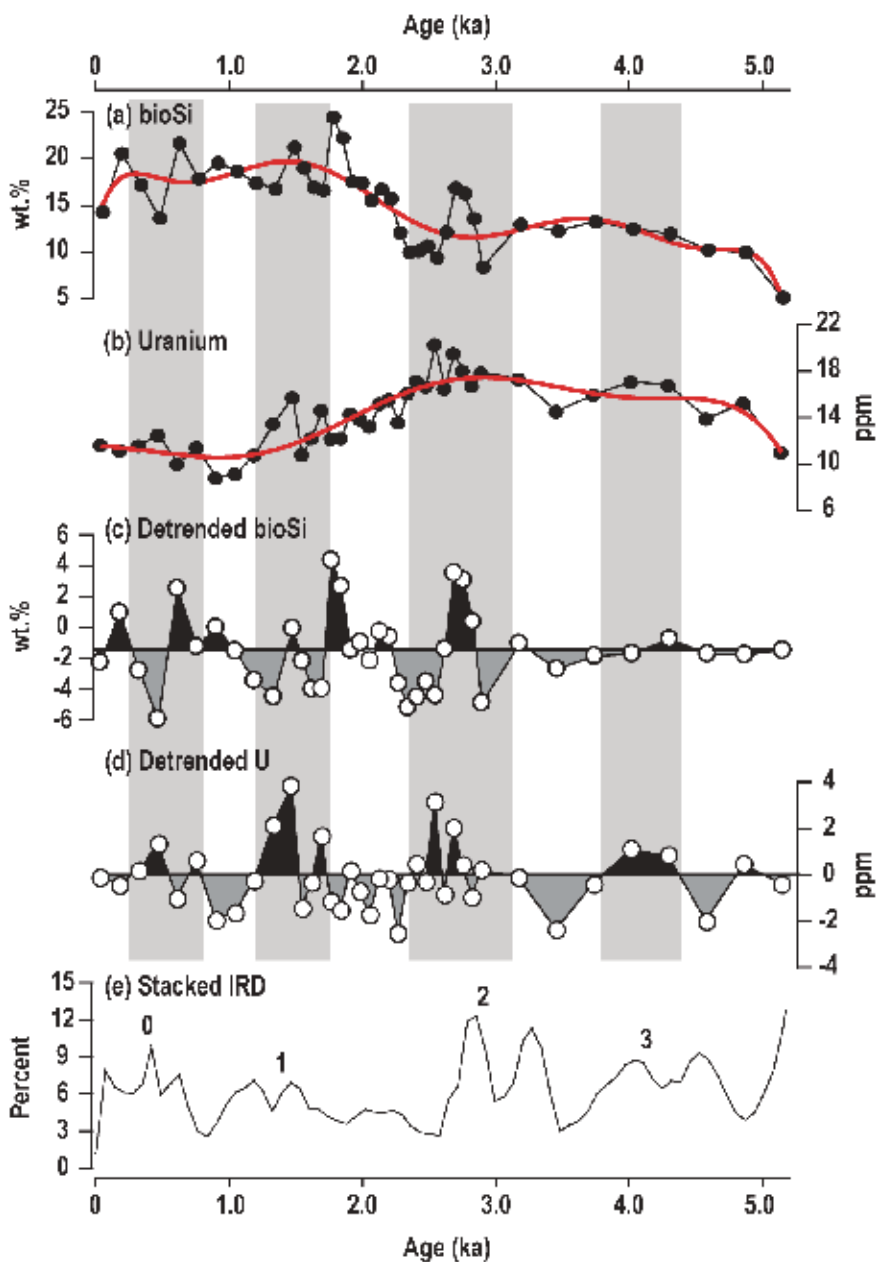 Age (ka)
0 1.0 2.0 3.0 4.0 5.0
(a) bioSi
25
20
15
10
5
wt.%
(b) Uranium
22
18
14
10
6
ppm
(c) Detrended bioSi
6
4
2
0
-2
-4
-6
wt.%
(d) Detrended U
4
2
0
-2
-4
ppm
(e) Stacked IRD
15
12
9
6
3
0
Percent
0
1
2
3
0 1.0 2.0 3.0 4.0 5.0
Age (ka)